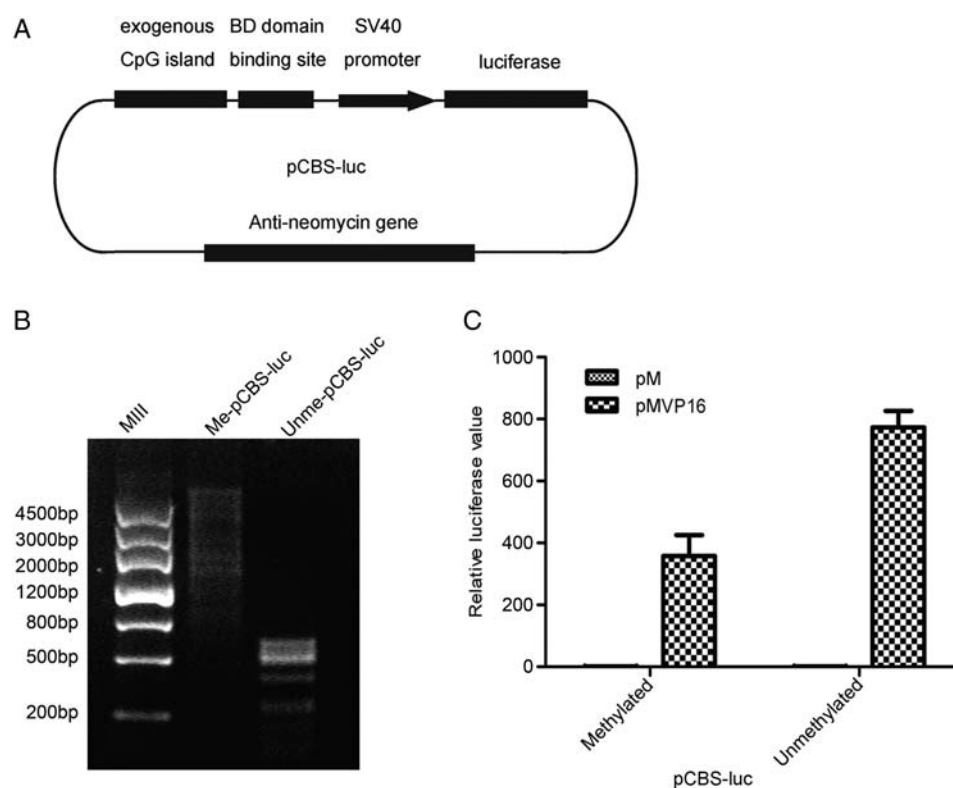 A
exogenous CpG island
BD domain binding site
SV40 promoter
luciferase
pCBS-luc
Anti-neomycin gene
B
MIII
Me-pCBS-luc
Unme-pCBS-luc
4500bp
3000bp
2000bp
1200bp
800bp
500bp
200bp
C
1000
800
600
400
200
0
Relative luciferase value
pM
pMVP16
Methylated
Unmethylated
pCBS-luc